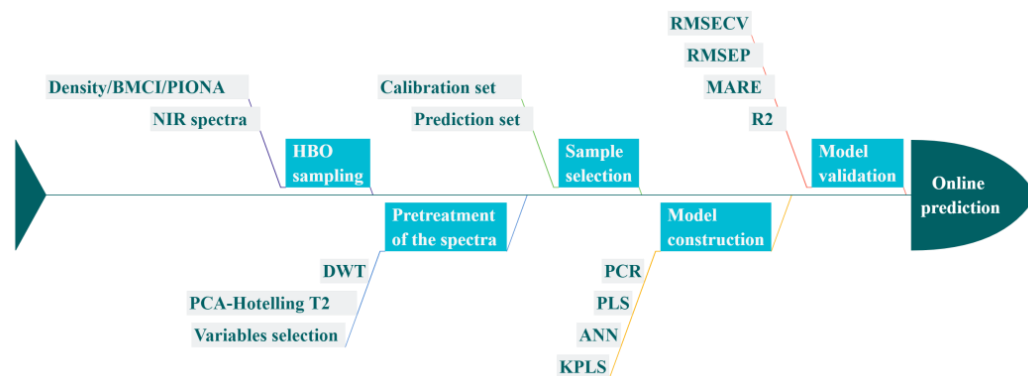 RMSECV
RMSEP
MARE
R2
Density/BMCI/PIONA
NIR spectra
Calibration set
Prediction set
HBO
sampling
Sample
selection
Model
validation
Online
prediction
Pretreatment
of the spectra
Model
construction
DWT
PCA-Hotelling T2
Variables selection
PCR
PLS
ANN
KPLS